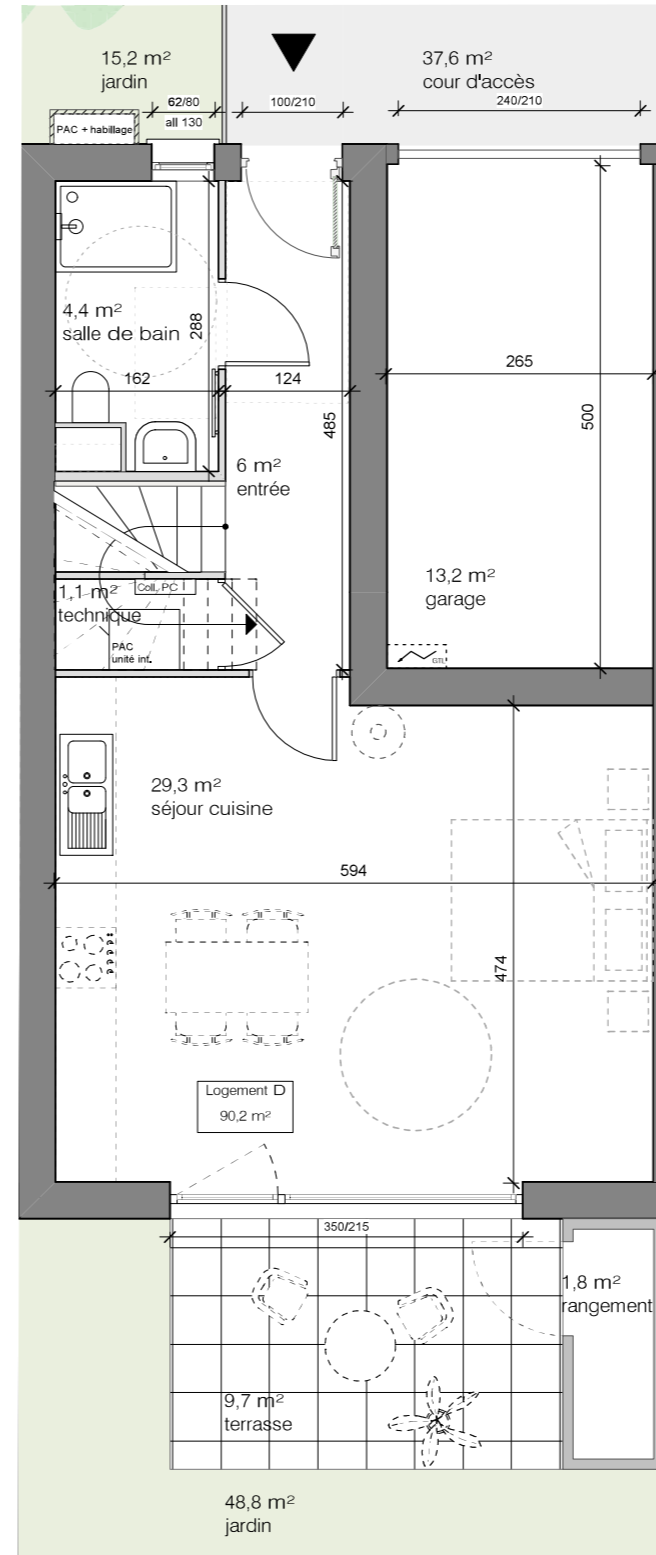 15,2 m²
jardin
37,6 m²
cour d'accès
62/80
all 130
100/210
240/210
PAC + habillage
4,4 m²
salle de bain
288
162
124
265
485
500
6 m²
entrée
1,1 m²
technique
Coll. PC
PAC
unité int.
13,2 m²
garage
GTL
29,3 m²
séjour cuisine
594
474
Logement D
90,2 m²
350/215
1,8 m²
rangement
9,7 m²
terrasse
48,8 m²
jardin